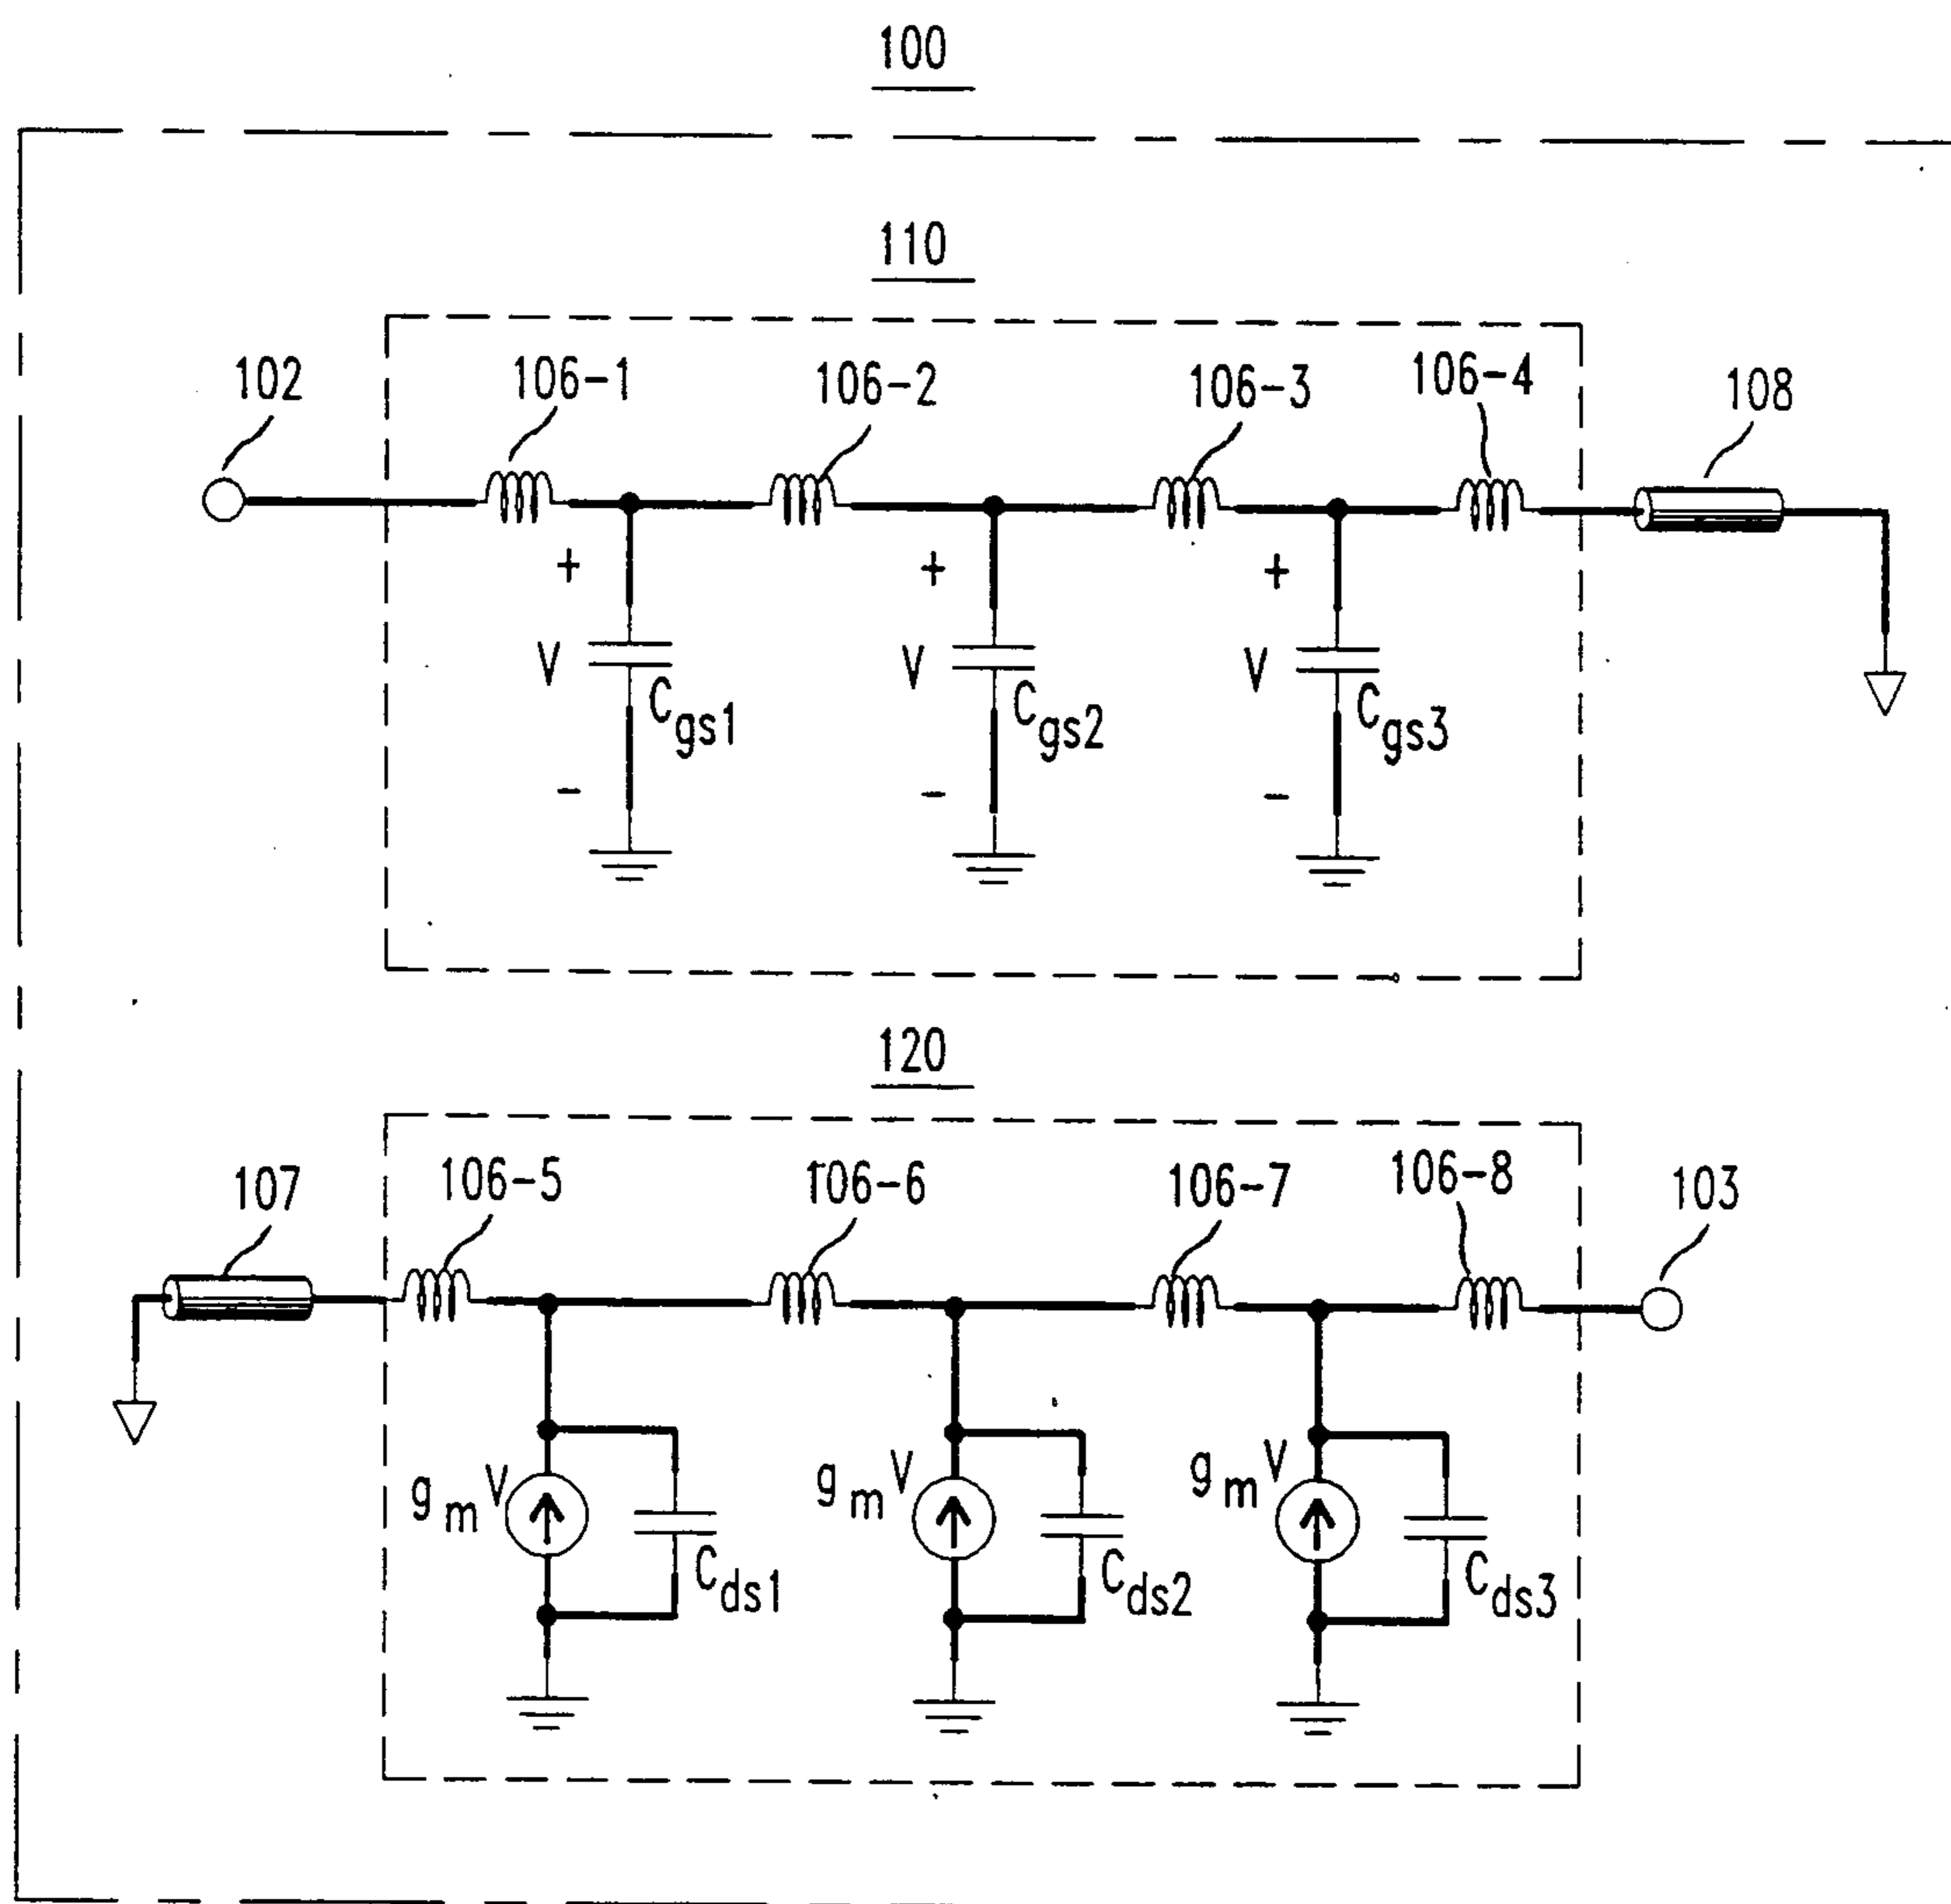 100
110
102
106-1
106-2
106-3
106-4
108
+
+
+
V
V
V
Cgs1
Cgs2
Cgs3
-
-
-
120
107
106-5
106-6
106-7
106-8
103
gmV
gmV
gmV
Cds1
Cds2
Cds3